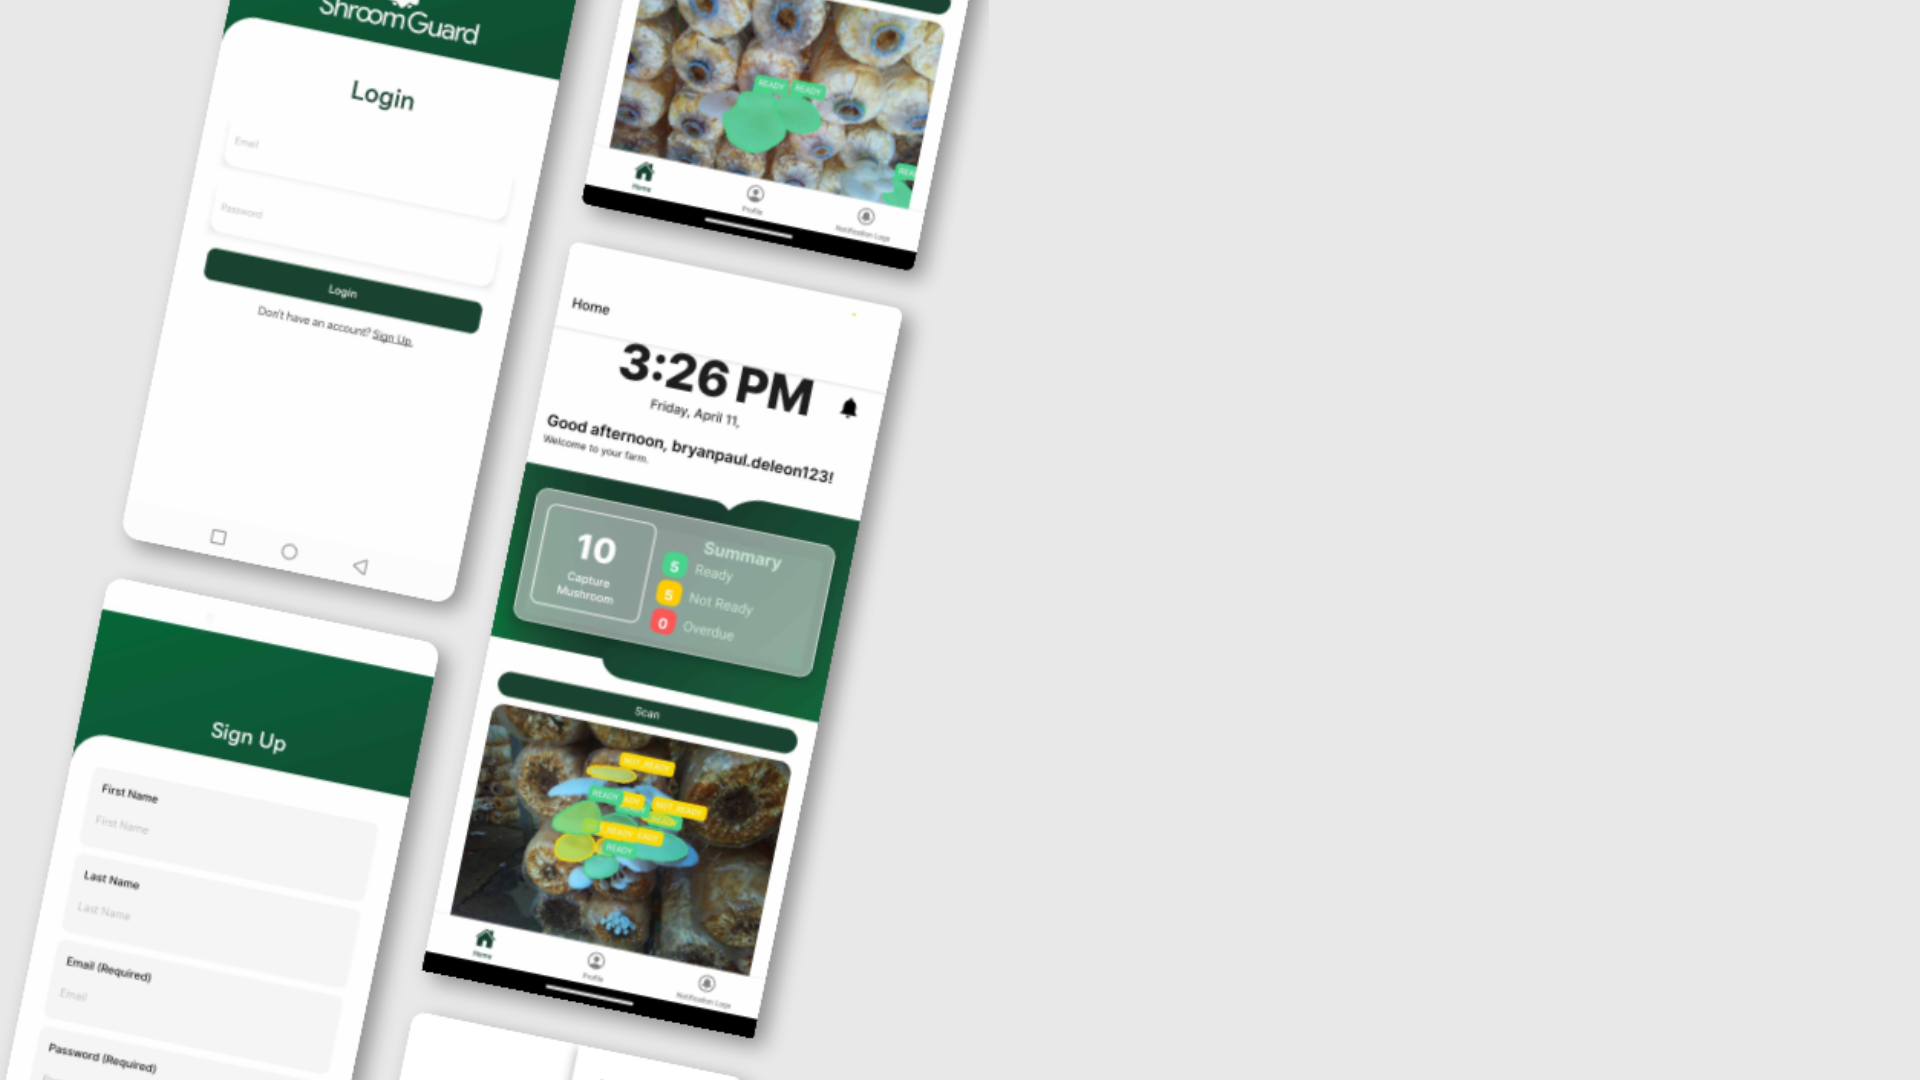 ShroomGuard
Login
Email
Password
Login
Don't have an account? Sign Up.
Sign Up
First Name
First Name
Last Name
Last Name
Email (Required)
Email
Password (Required)
READY
READY
Home
Profile
Notification Logs
Home
3:26 PM
Friday, April 11,
Good afternoon, bryanpaul.deleon123!
Welcome to your farm.
10
Capture
Mushroom
Summary
5 Ready
5 Not Ready
0 Overdue
Scan
NOT_READY
READY
NOT_READY
READY
READY
READY
Home
Profile
Notification Logs